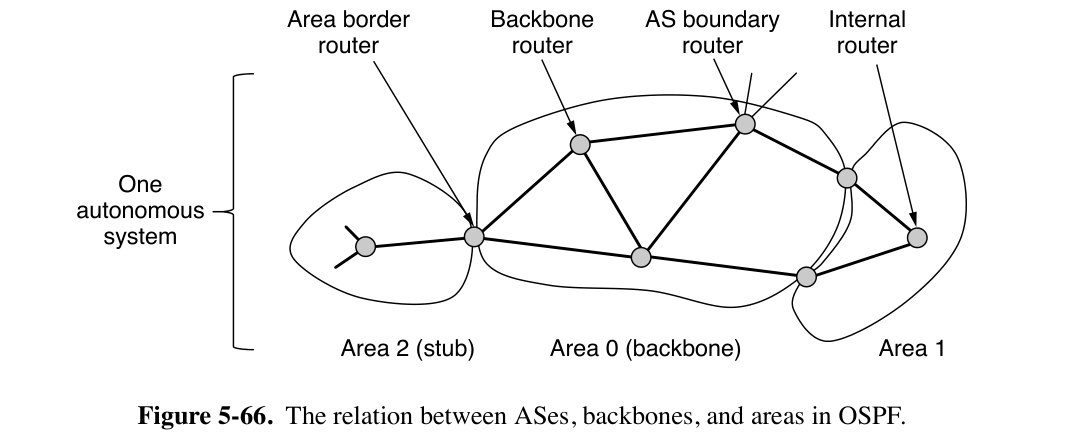 Area border
router
Backbone
router
AS boundary
router
Internal
router
One
autonomous
system
Area 2 (stub)
Area 0 (backbone)
Area 1
Figure 5-66. The relation between ASes, backbones, and areas in OSPF.